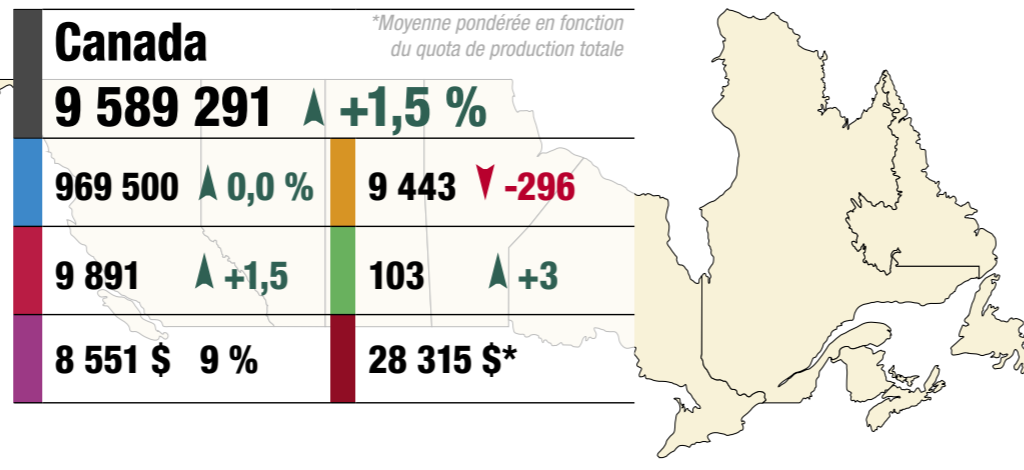 Canada
*Moyenne pondérée en fonction
du quota de production totale
9 589 291 +1,5 %
969 500 0,0 % 9 443 -296
9 891 +1,5 103 +3
8 551 $ 9 % 28 315 $*